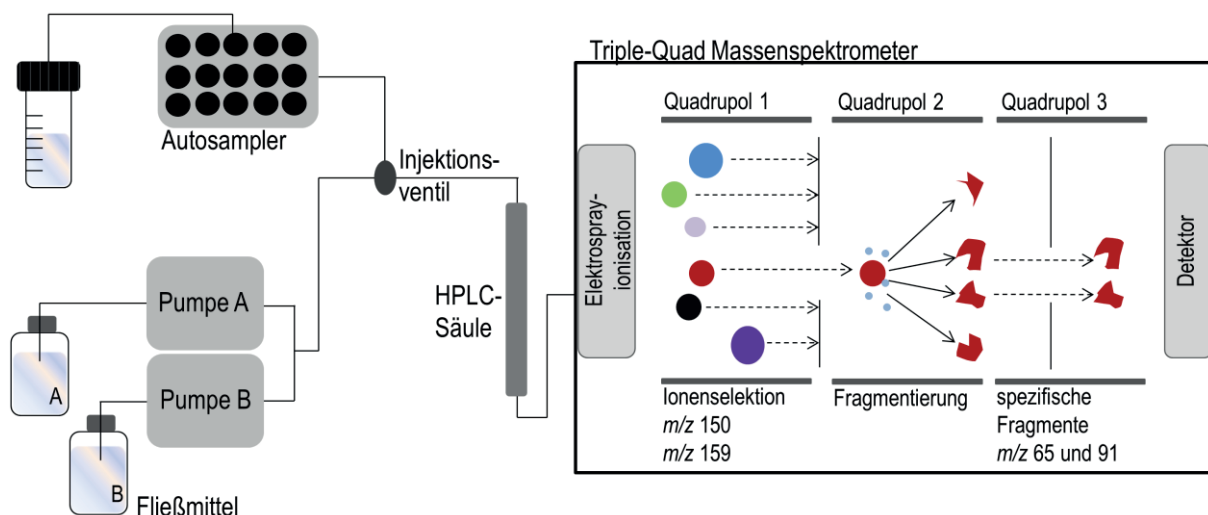 Triple-Quad Massenspektrometer
Autosampler
Injektions-
ventil
Pumpe A
Pumpe B
A
B
Fließmittel
HPLC-
Säule
Elektrospray-
ionisation
Quadrupol 1
Quadrupol 2
Quadrupol 3
Ionenselektion
m/z 150
m/z 159
Fragmentierung
spezifische
Fragmente
m/z 65 und 91
Detektor